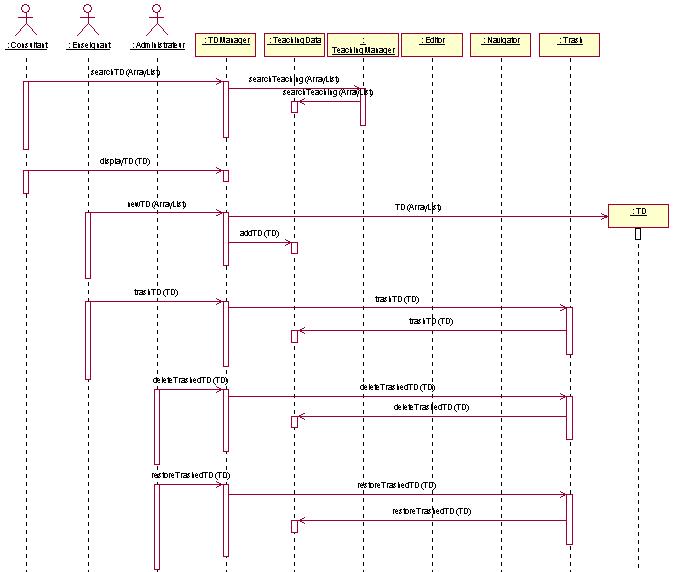 : Consultant
: Enseignant
: Administrateur
: TDManager
: TeachingData
:
TeachingManager
: Editor
: Navigator
: Trash
searchTD(ArrayList)
searchTeaching(ArrayList)
searchTeaching(ArrayList)
displayTD(TD)
newTD(ArrayList)
TD(ArrayList)
: TD
addTD(TD)
trashTD(TD)
trashTD(TD)
trashTD(TD)
deleteTrashedTD(TD)
deleteTrashedTD(TD)
deleteTrashedTD(TD)
restoreTrashedTD(TD)
restoreTrashedTD(TD)
restoreTrashedTD(TD)